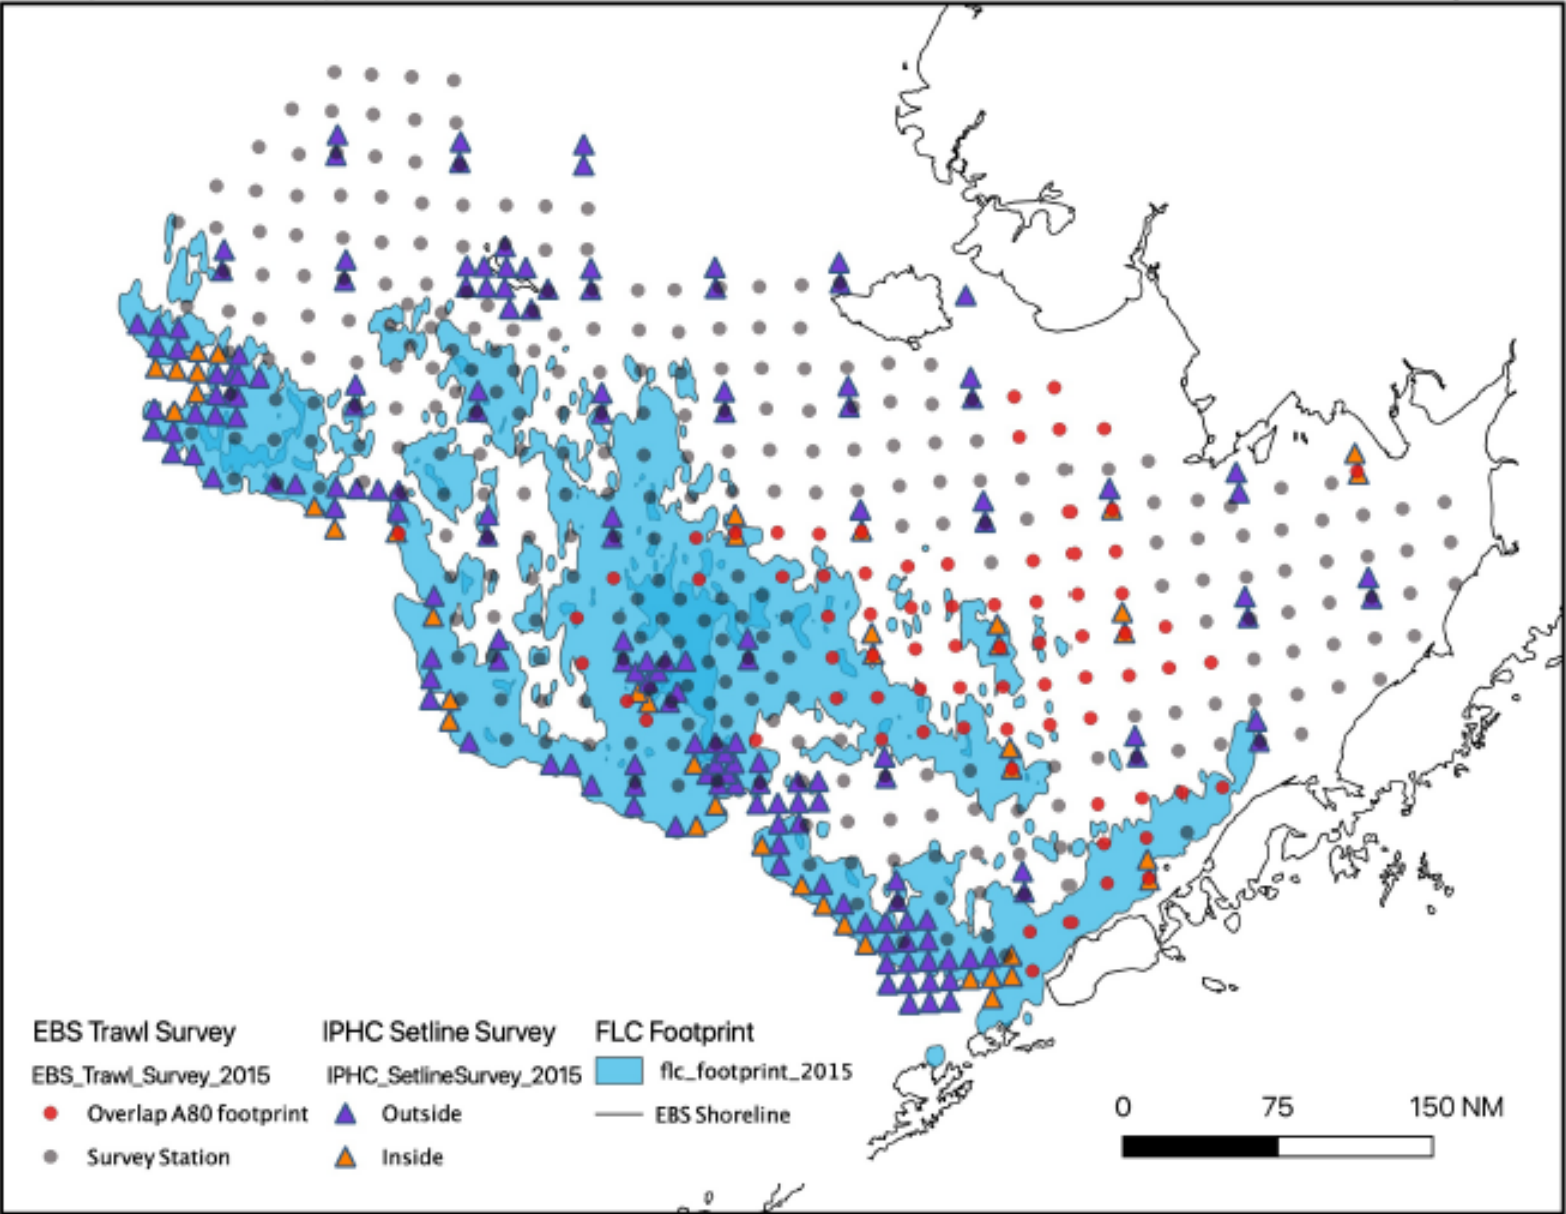 EBS Trawl Survey
IPHC Setline Survey
FLC Footprint
EBS_Trawl_Survey_2015
IPHC_SetlineSurvey_2015
flc_footprint_2015
Overlap A80 footprint
Outside
EBS Shoreline
Survey Station
Inside
0 75 150 NM